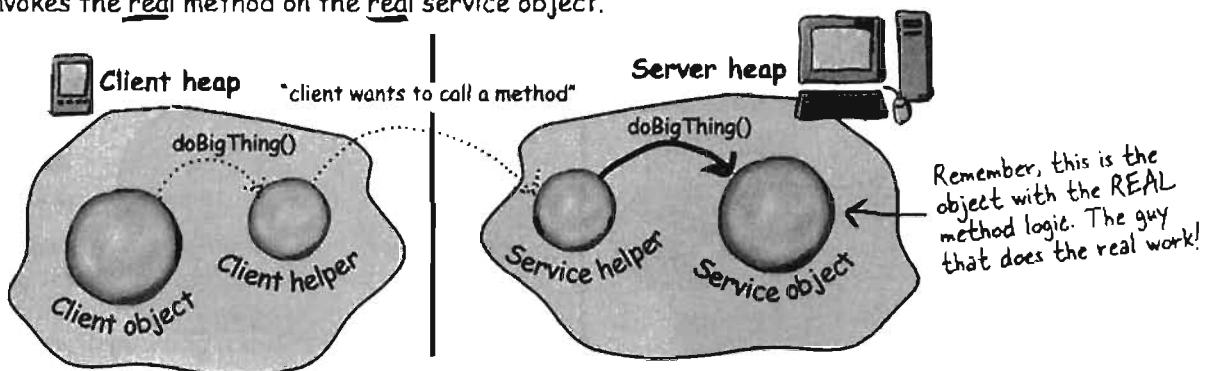 invokes the real method on the real service object.
Client heap
"client wants to call a method"
Server heap
doBigThing()
doBigThing()
Client object
Client helper
Service helper
Service object
Remember, this is the
object with the REAL
method logic. The guy
that does the real work!